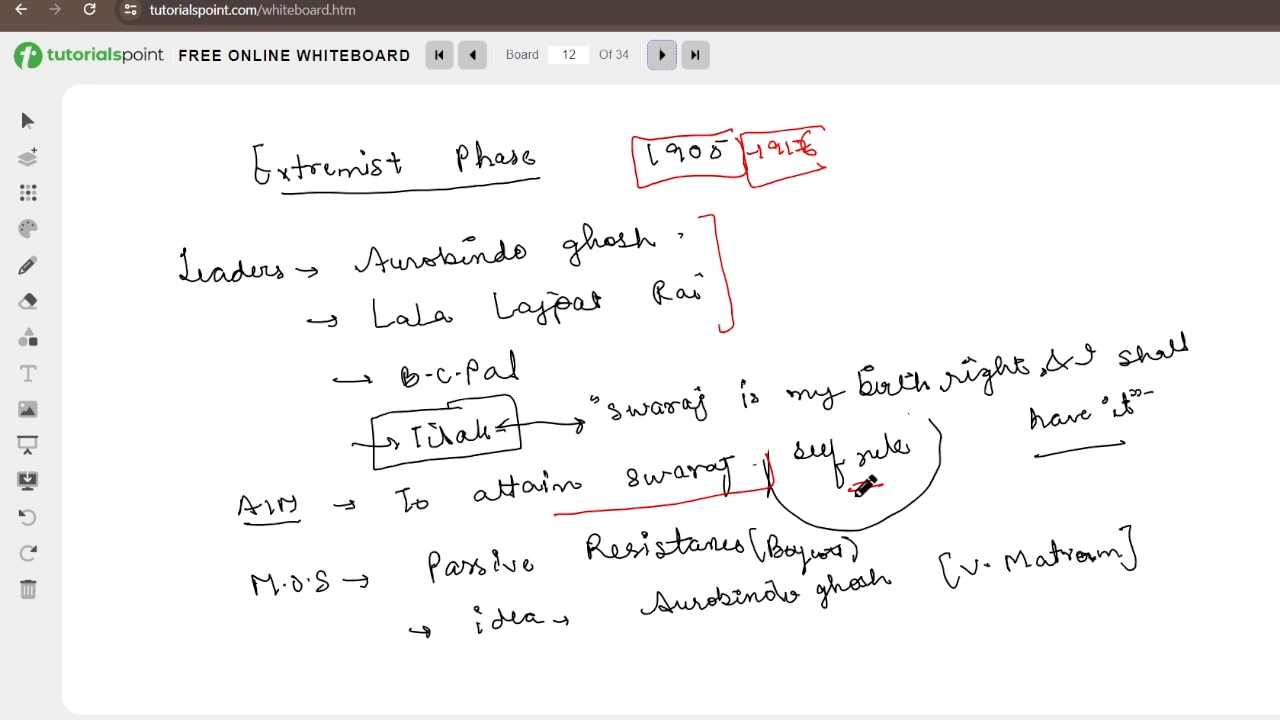 tutorialspoint.com/whiteboard.htm
tutorialspoint FREE ONLINE WHITEBOARD Board 12 Of 34
Extremist Phase 1905
Leaders → Aurobindo ghosh
→ Lala Lajpat Rai
→ B.C.Pal
→ Tilak → "swaraj is my birth right, & I shall have it"
AIM → To attain swaraj self rule
M.O.S → Passive Resistance (Boycott)
→ idea → Aurobindo ghosh [V. Matram]